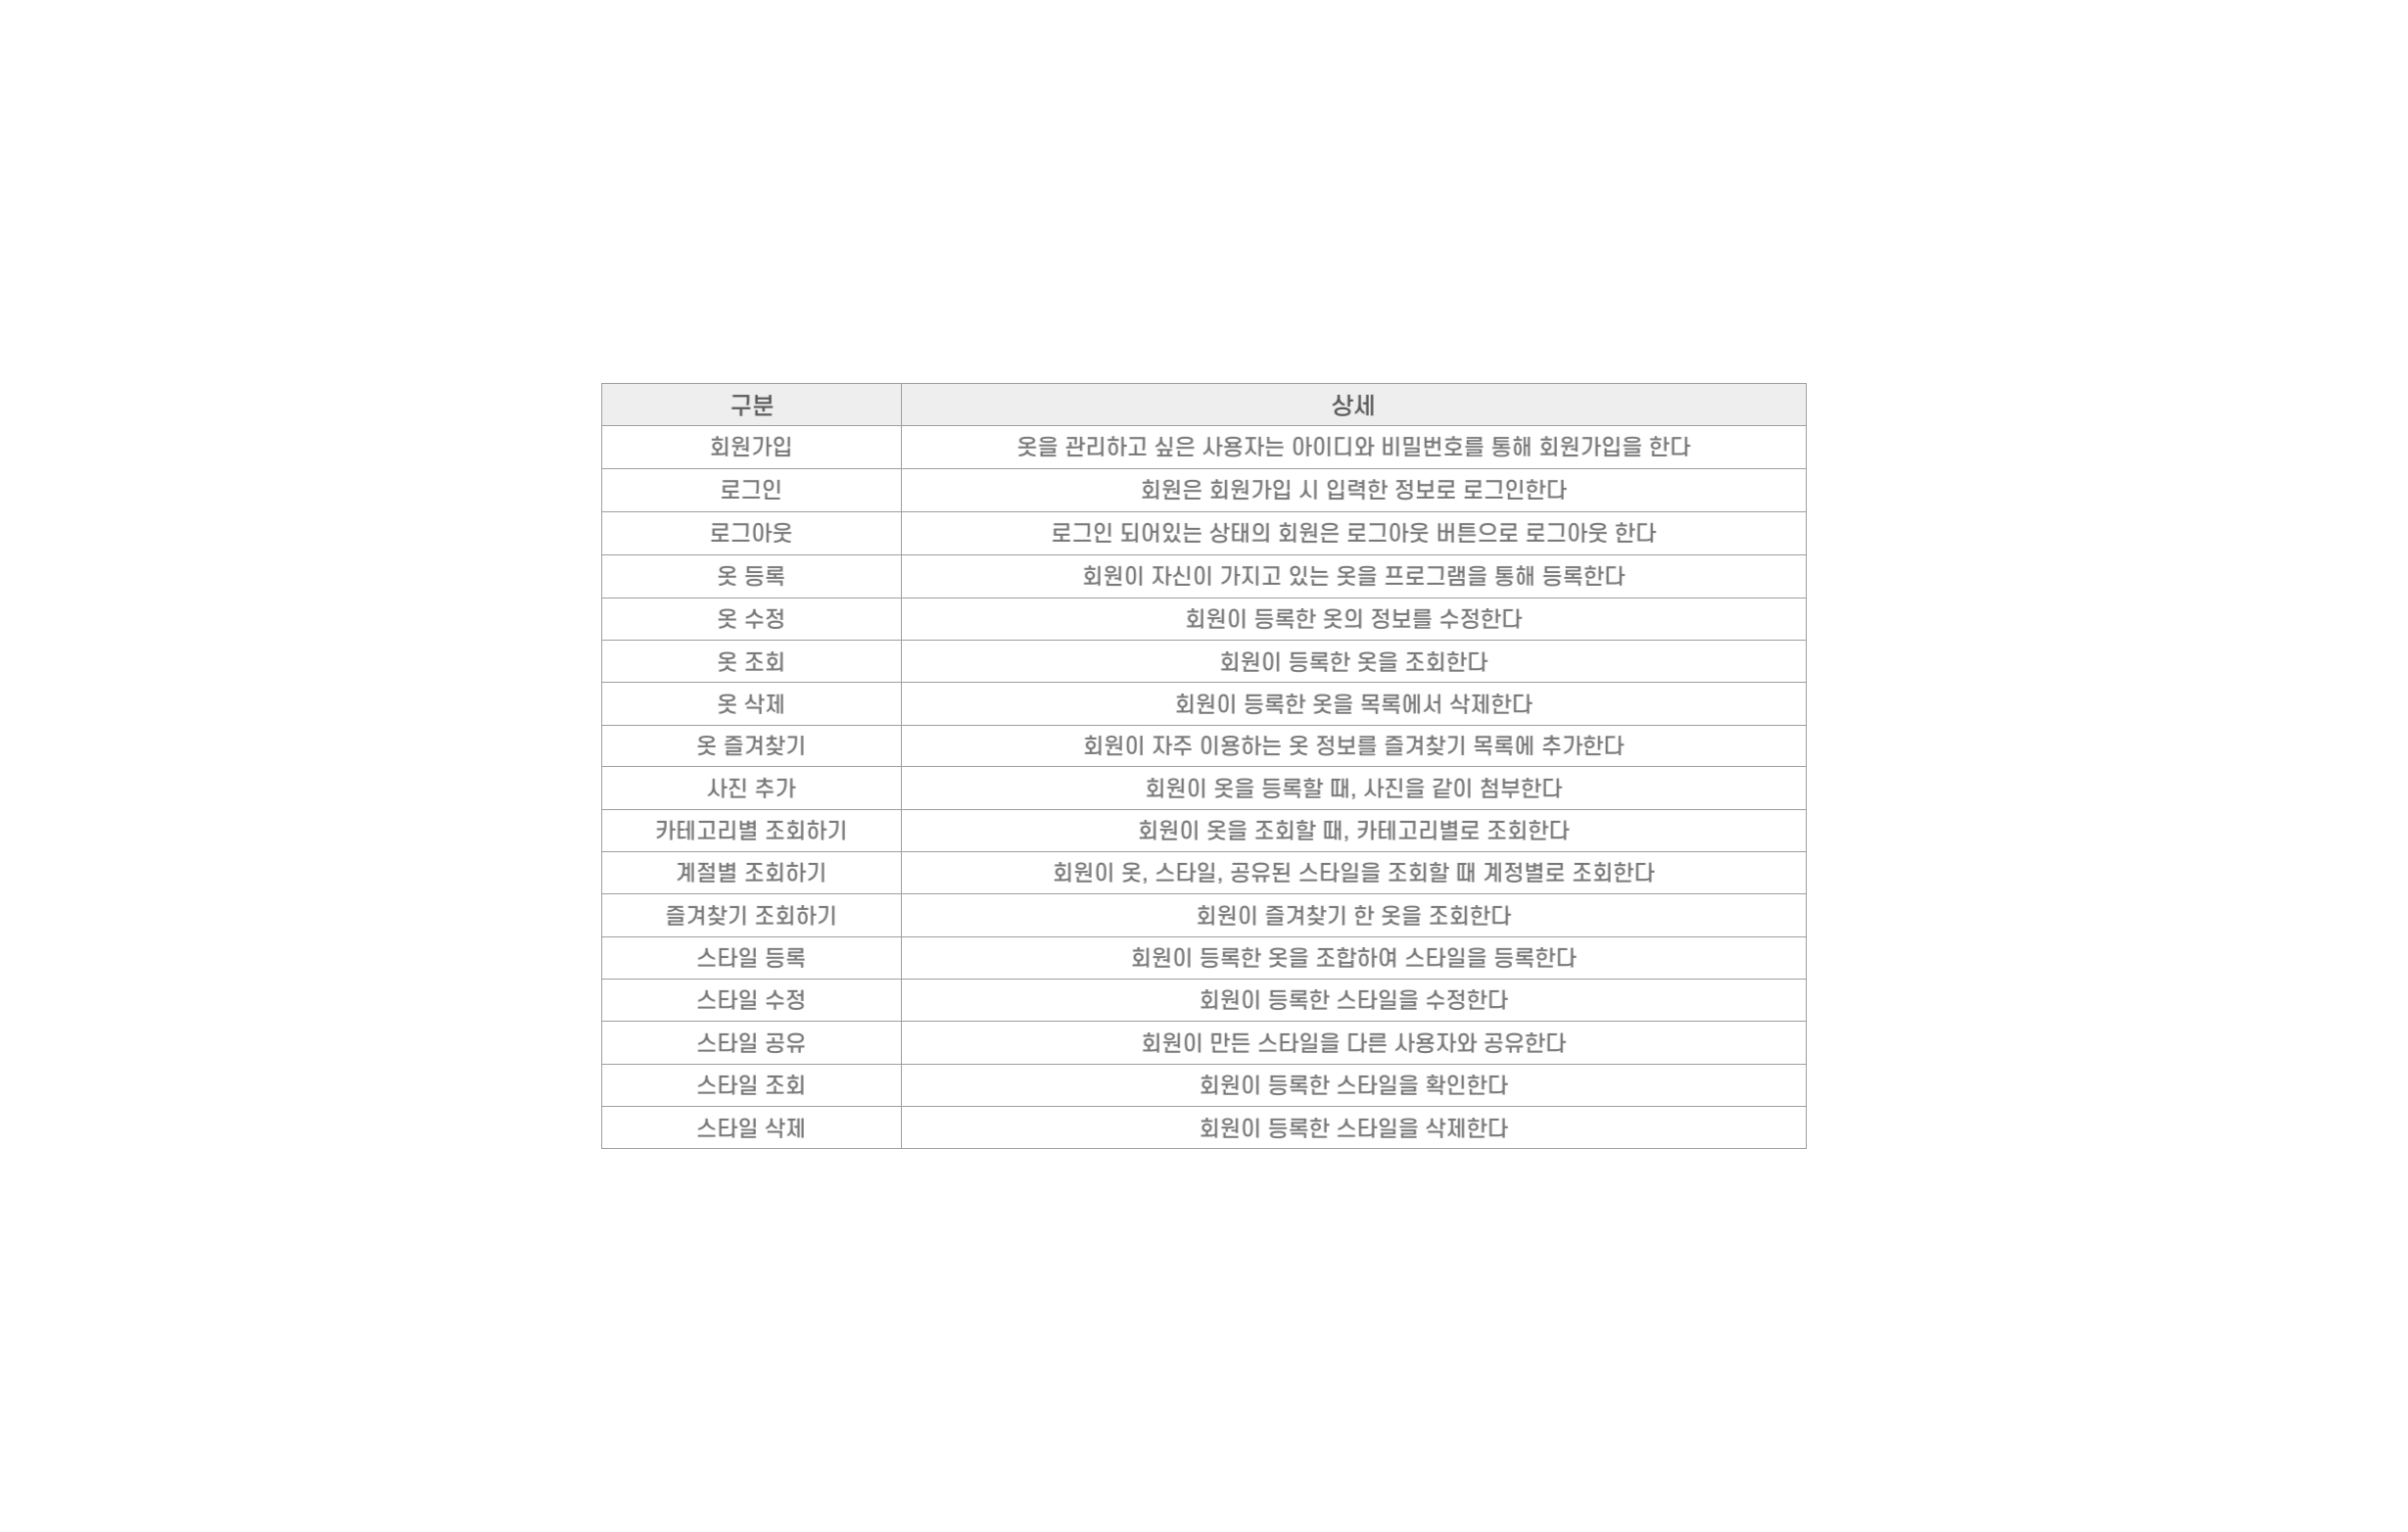 구분 상세
회원가입 옷을 관리하고 싶은 사용자는 아이디와 비밀번호를 통해 회원가입을 한다
로그인 회원은 회원가입 시 입력한 정보로 로그인한다
로그아웃 로그인 되어있는 상태의 회원은 로그아웃 버튼으로 로그아웃 한다
옷 등록 회원이 자신이 가지고 있는 옷을 프로그램을 통해 등록한다
옷 수정 회원이 등록한 옷의 정보를 수정한다
옷 조회 회원이 등록한 옷을 조회한다
옷 삭제 회원이 등록한 옷을 목록에서 삭제한다
옷 즐겨찾기 회원이 자주 이용하는 옷 정보를 즐겨찾기 목록에 추가한다
사진 추가 회원이 옷을 등록할 때, 사진을 같이 첨부한다
카테고리별 조회하기 회원이 옷을 조회할 때, 카테고리별로 조회한다
계절별 조회하기 회원이 옷, 스타일, 공유된 스타일을 조회할 때 계정별로 조회한다
즐겨찾기 조회하기 회원이 즐겨찾기 한 옷을 조회한다
스타일 등록 회원이 등록한 옷을 조합하여 스타일을 등록한다
스타일 수정 회원이 등록한 스타일을 수정한다
스타일 공유 회원이 만든 스타일을 다른 사용자와 공유한다
스타일 조회 회원이 등록한 스타일을 확인한다
스타일 삭제 회원이 등록한 스타일을 삭제한다